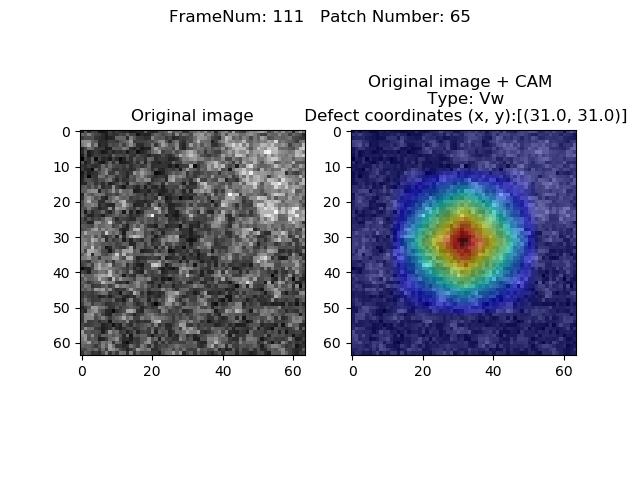 FrameNum: 111   Patch Number: 65
Original image
0
10
20
30
40
50
60
0 20 40 60
Original image + CAM
Type: Vw
Defect coordinates (x, y):[(31.0, 31.0)]
0
10
20
30
40
50
60
0 20 40 60